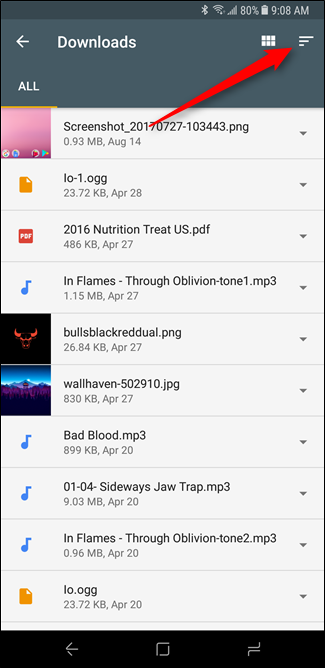 80% 9:08 AM
Downloads
ALL
Screenshot_20170727-103443.png
0.93 MB, Aug 14
Io-1.ogg
23.72 KB, Apr 28
PDF
2016 Nutrition Treat US.pdf
486 KB, Apr 27
In Flames - Through Oblivion-tone1.mp3
1.15 MB, Apr 27
bullsblackreddual.png
26.84 KB, Apr 27
wallhaven-502910.jpg
830 KB, Apr 27
Bad Blood.mp3
899 KB, Apr 20
01-04- Sideways Jaw Trap.mp3
9.03 MB, Apr 20
In Flames - Through Oblivion-tone2.mp3
0.96 MB, Apr 20
Io.ogg
23.72 KB, Apr 20